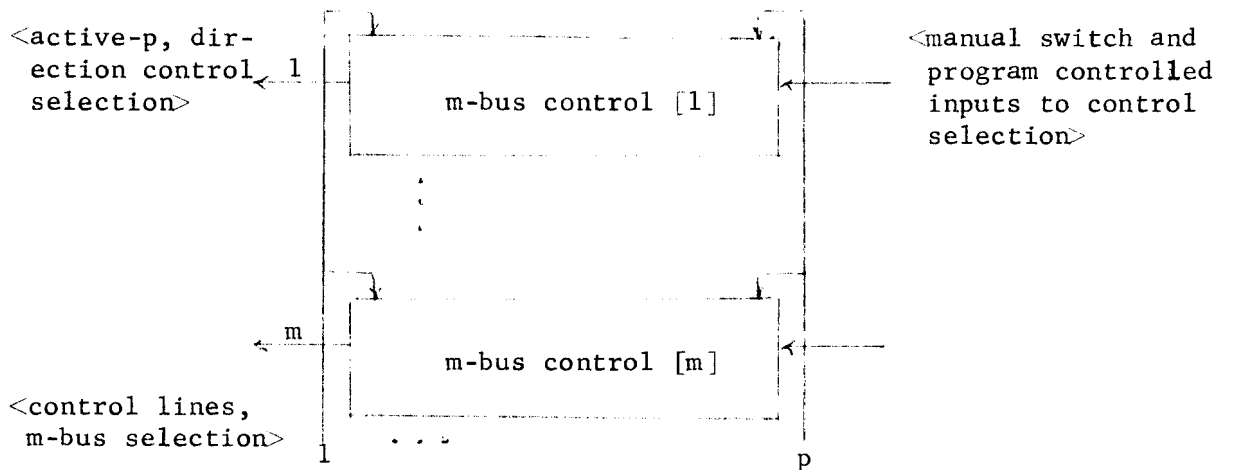 <active-p, dir-
ection control
selection>
1
m-bus control [1]
<manual switch and
program controlled
inputs to control
selection>
m
m-bus control [m]
<control lines,
m-bus selection>
1
p